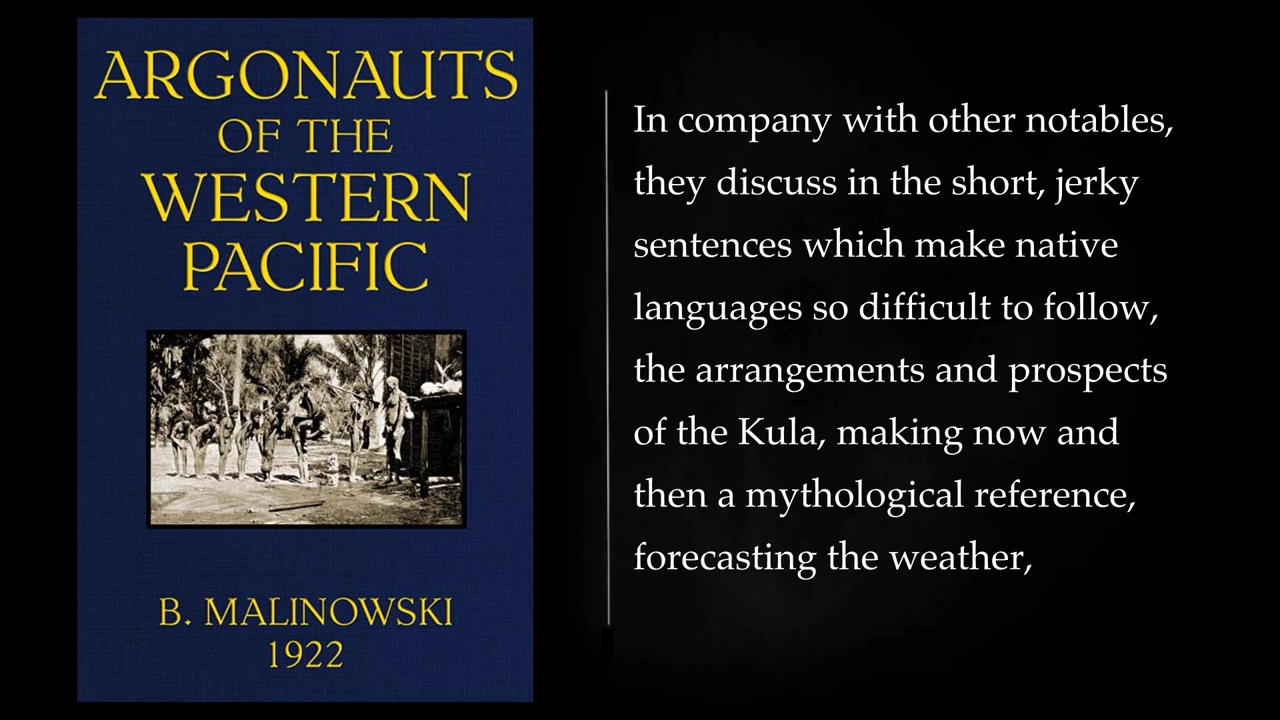 ARGONAUTS
OF THE
WESTERN
PACIFIC
B. MALINOWSKI
1922
In company with other notables,
they discuss in the short, jerky
sentences which make native
languages so difficult to follow,
the arrangements and prospects
of the Kula, making now and
then a mythological reference,
forecasting the weather,